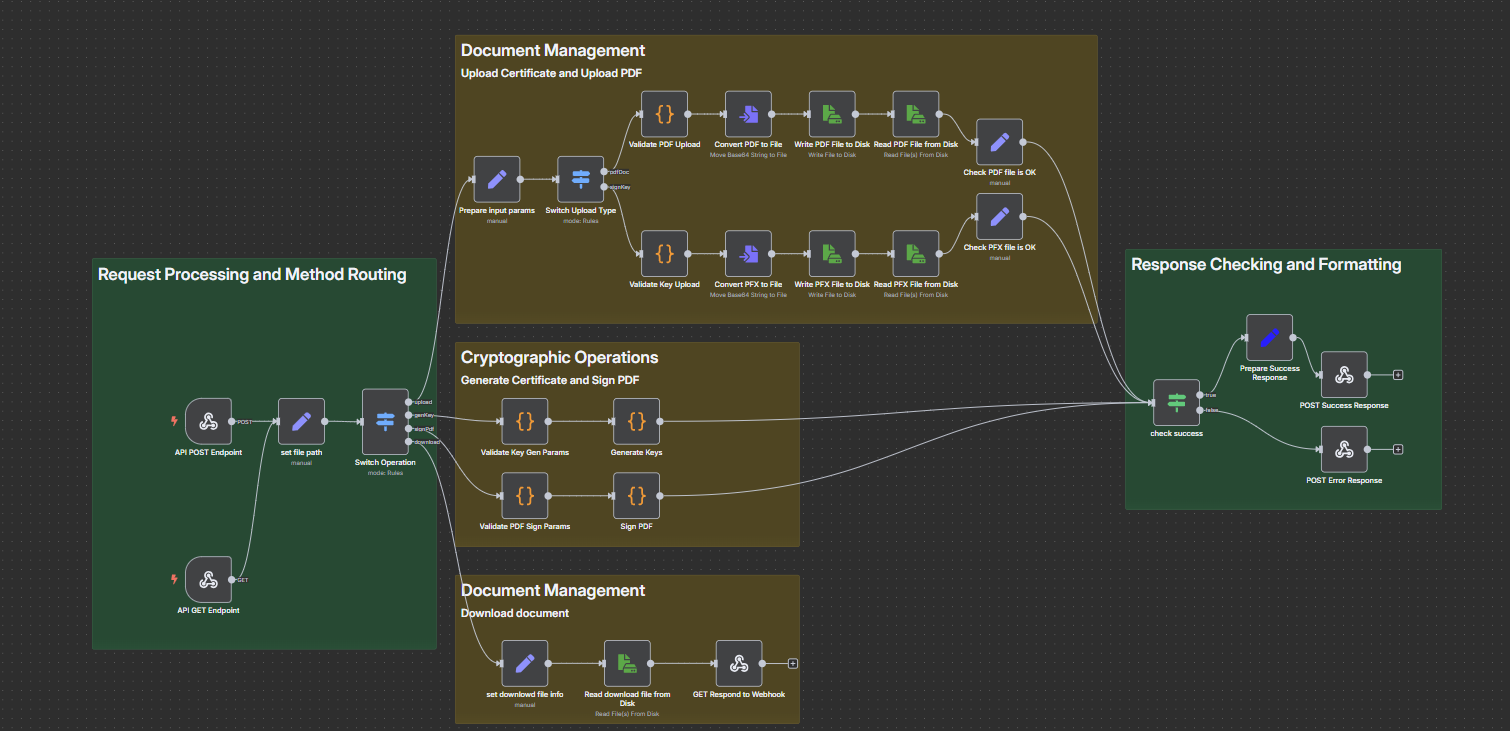 Document Management
Upload Certificate and Upload PDF
Validate PDF Upload
Convert PDF to File
Move Base64 String to File
Write PDF File to Disk
Write File to Disk
Read PDF File from Disk
Read File(s) From Disk
Check PDF file is OK
manual
Prepare input params
manual
Switch Upload Type
mode: Rules
pdfDoc
signKey
Check PFX file is OK
manual
Validate Key Upload
Convert PFX to File
Move Base64 String to File
Write PFX File to Disk
Write File to Disk
Read PFX File from Disk
Read File(s) From Disk
Request Processing and Method Routing
API POST Endpoint
POST
set file path
manual
Switch Operation
mode: Rules
upload
genKey
signPdf
download
API GET Endpoint
GET
Cryptographic Operations
Generate Certificate and Sign PDF
Validate Key Gen Params
Generate Keys
Validate PDF Sign Params
Sign PDF
Document Management
Download document
set downlowd file info
manual
Read download file from
Disk
Read File(s) From Disk
GET Respond to Webhook
Response Checking and Formatting
check success
true
false
Prepare Success
Response
POST Success Response
POST Error Response